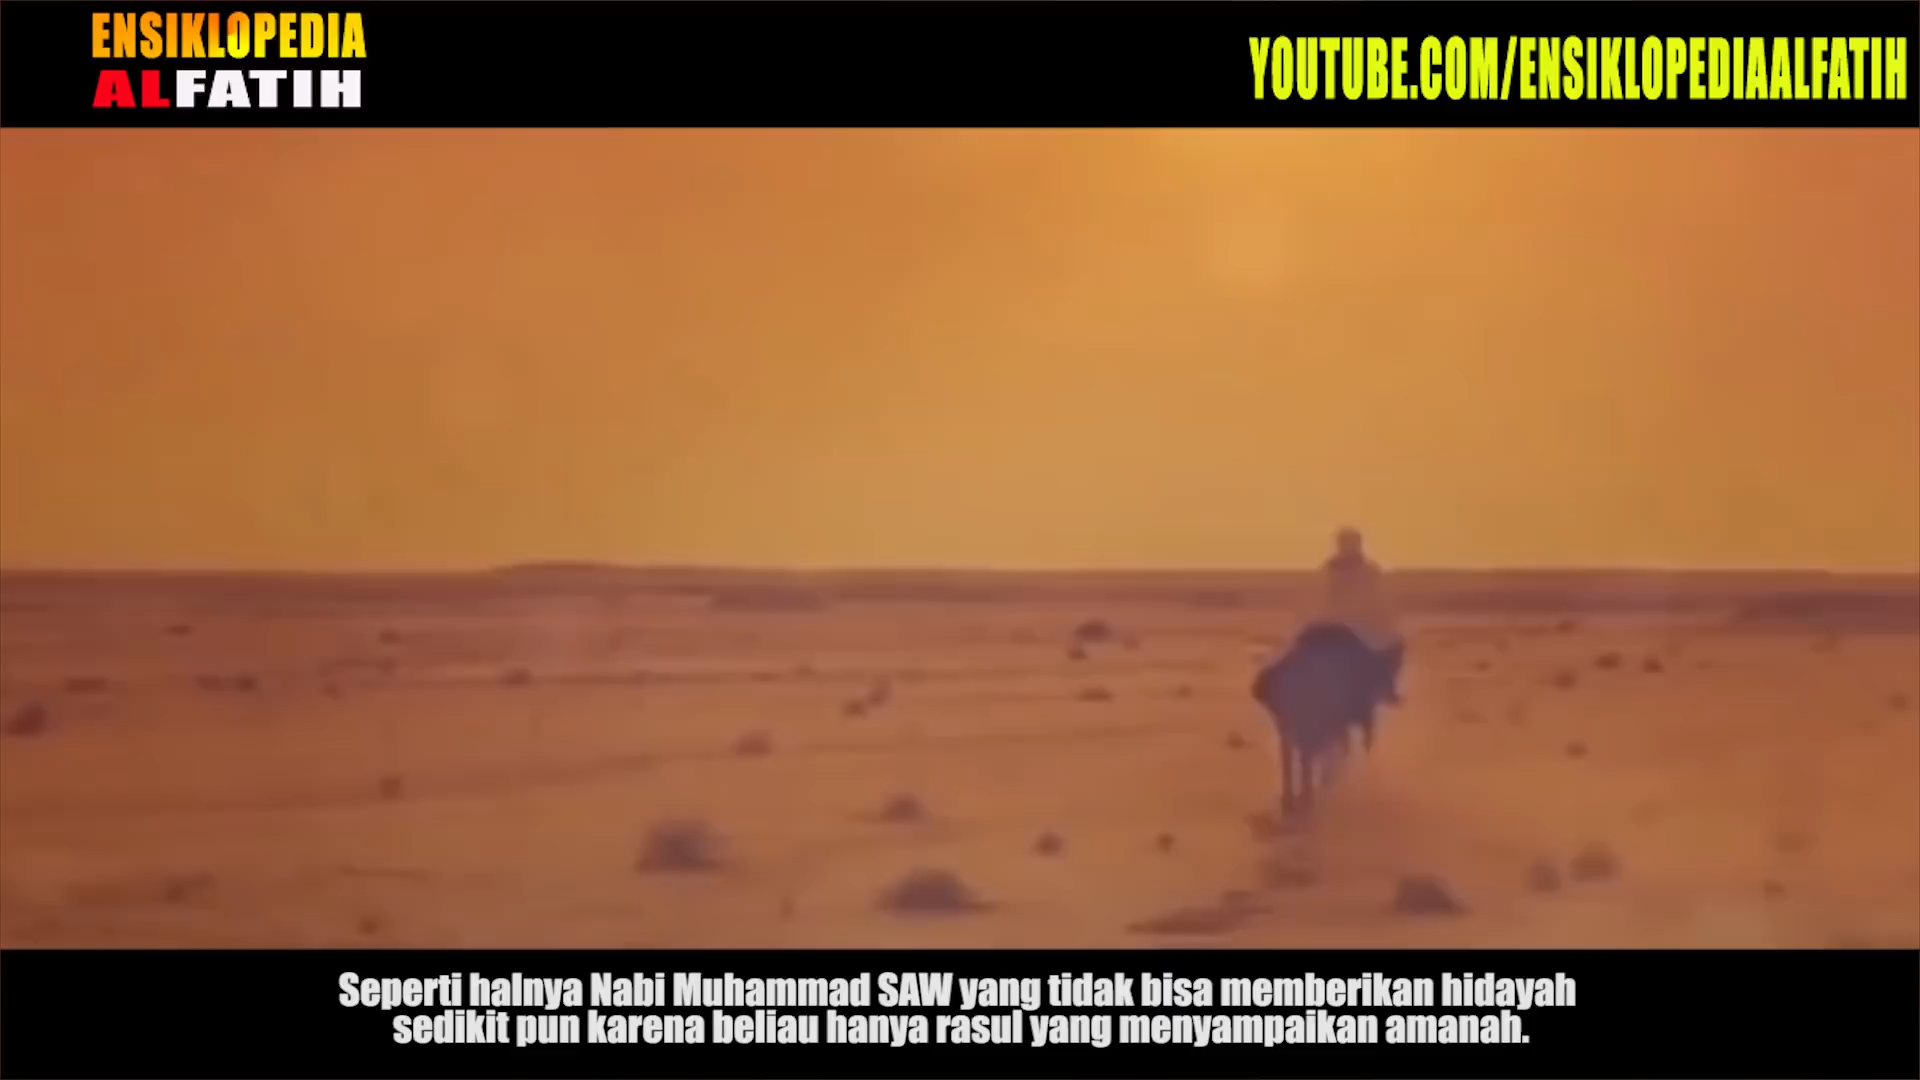 ENSIKLOPEDIA
ALFATIH
YOUTUBE.COM/ENSIKLOPEDIAALFATIH
Seperti halnya Nabi Muhammad SAW yang tidak bisa memberikan hidayah
sedikit pun karena beliau hanya rasul yang menyampaikan amanah.